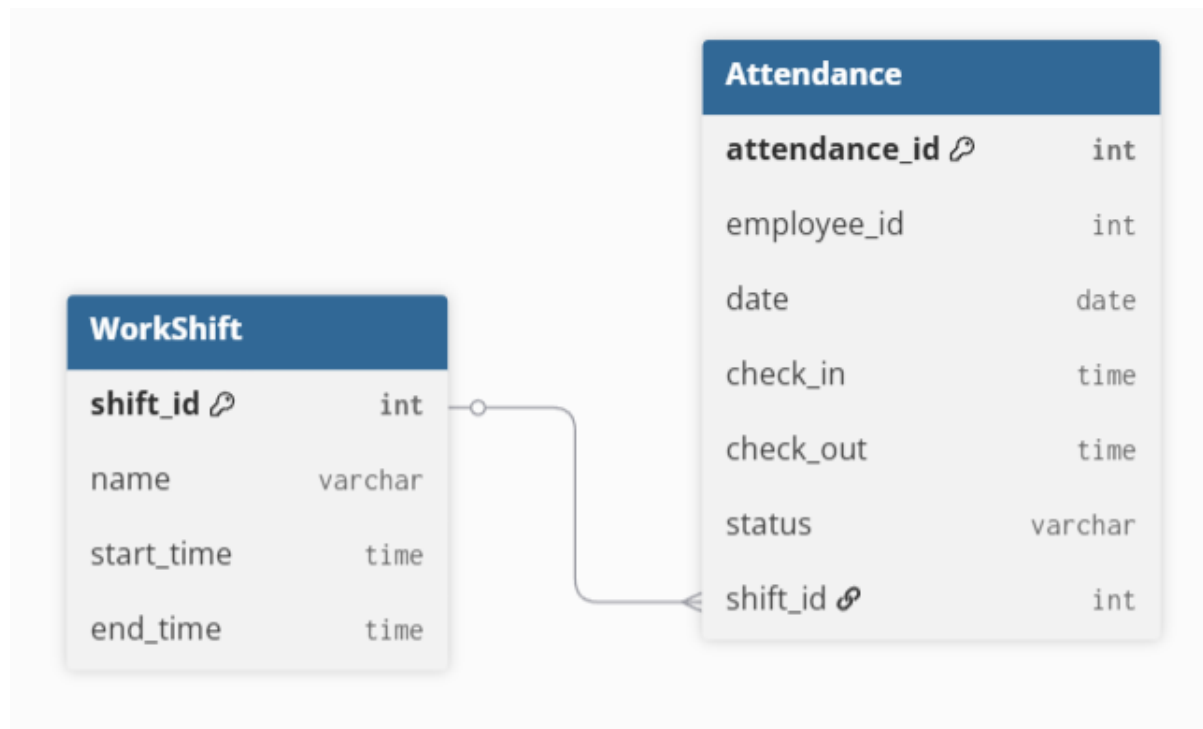 WorkShift
shift_id int
name varchar
start_time time
end_time time
Attendance
attendance_id int
employee_id int
date date
check_in time
check_out time
status varchar
shift_id int